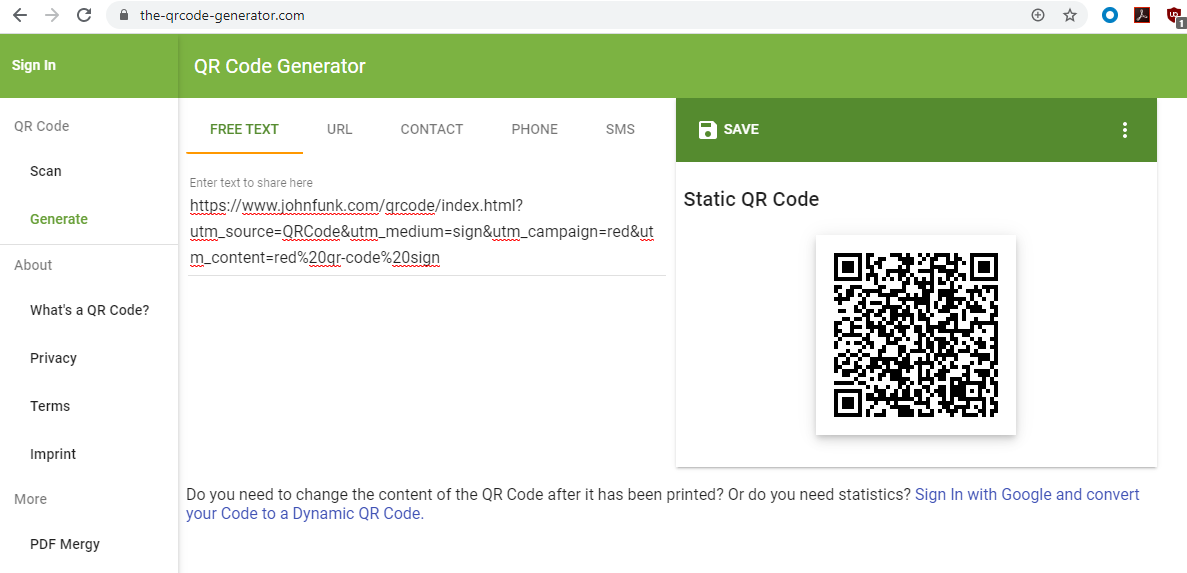 the-qrcode-generator.com
1
Sign In
QR Code Generator
QR Code
Scan
Generate
About
What's a QR Code?
Privacy
Terms
Imprint
More
PDF Mergy
FREE TEXT
URL
CONTACT
PHONE
SMS
Enter text to share here
https://www.johnfunk.com/qrcode/index.html?
utm_source=QRCode&utm_medium=sign&utm_campaign=red&ut
m_content=red%20qr-code%20sign
SAVE
Static QR Code
Do you need to change the content of the QR Code after it has been printed? Or do you need statistics? Sign In with Google and convert
your Code to a Dynamic QR Code.